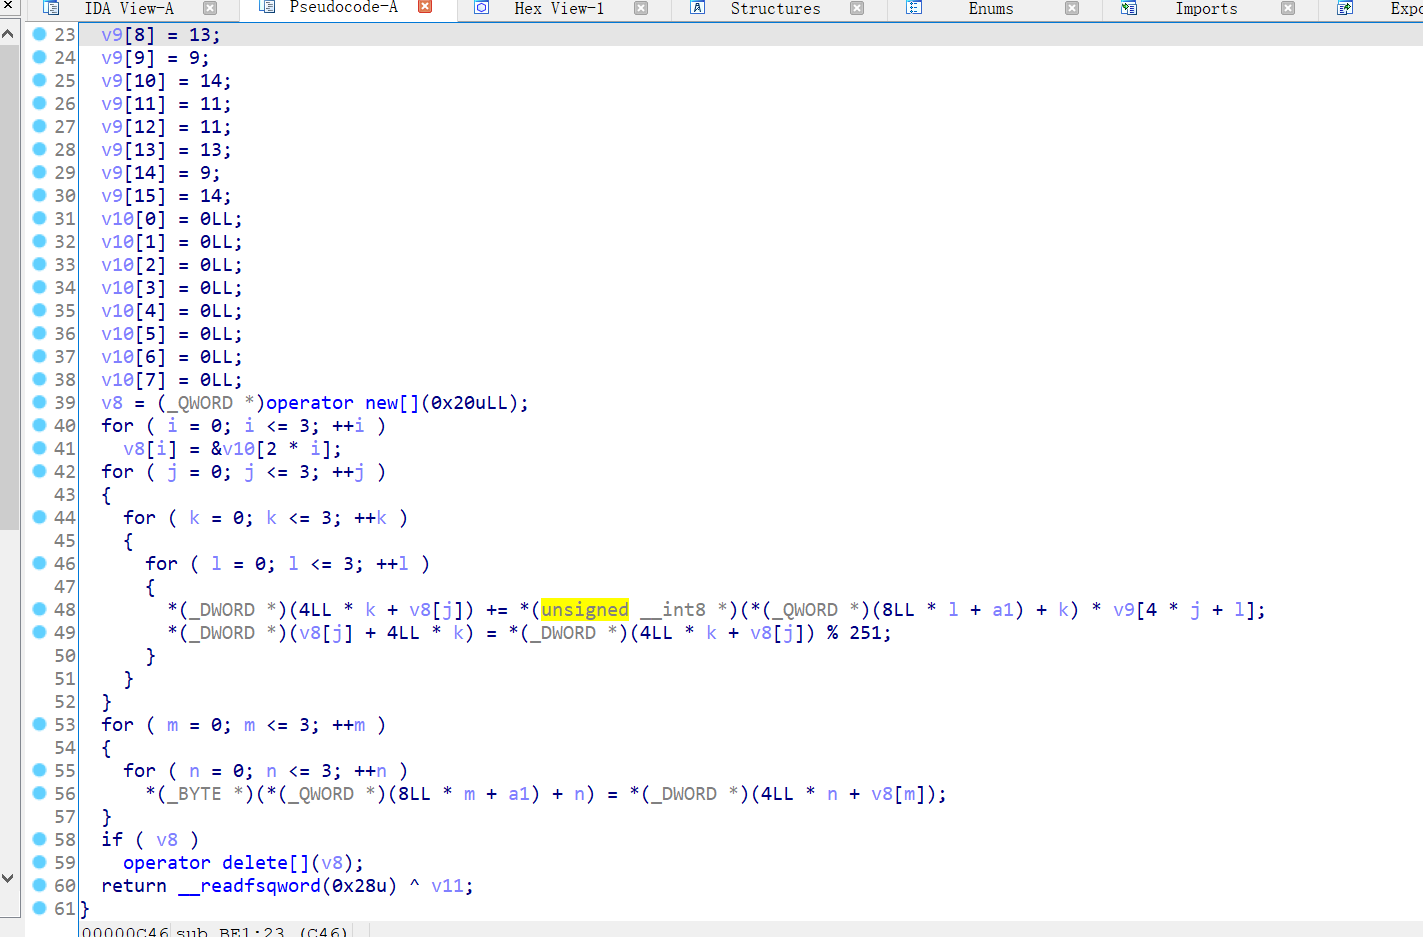 IDA View-A Pseudocode-A Hex View-1 Structures Enums Imports Expo
23 v9[8] = 13;
24 v9[9] = 9;
25 v9[10] = 14;
26 v9[11] = 11;
27 v9[12] = 11;
28 v9[13] = 13;
29 v9[14] = 9;
30 v9[15] = 14;
31 v10[0] = 0LL;
32 v10[1] = 0LL;
33 v10[2] = 0LL;
34 v10[3] = 0LL;
35 v10[4] = 0LL;
36 v10[5] = 0LL;
37 v10[6] = 0LL;
38 v10[7] = 0LL;
39 v8 = (_QWORD *)operator new[](0x20uLL);
40 for ( i = 0; i <= 3; ++i )
41 v8[i] = &v10[2 * i];
42 for ( j = 0; j <= 3; ++j )
43 {
44 for ( k = 0; k <= 3; ++k )
45 {
46 for ( l = 0; l <= 3; ++l )
47 {
48 *(_DWORD *)(4LL * k + v8[j]) += *(unsigned __int8 *)(*(_QWORD *)(8LL * l + a1) + k) * v9[4 * j + l];
49 *(_DWORD *)(v8[j] + 4LL * k) = *(_DWORD *)(4LL * k + v8[j]) % 251;
50 }
51 }
52 }
53 for ( m = 0; m <= 3; ++m )
54 {
55 for ( n = 0; n <= 3; ++n )
56 *(_BYTE *)(*(_QWORD *)(8LL * m + a1) + n) = *(_DWORD *)(4LL * n + v8[m]);
57 }
58 if ( v8 )
59 operator delete[](v8);
60 return __readfsqword(0x28u) ^ v11;
61 }
00000C46 sub_BE1:23 (C46)